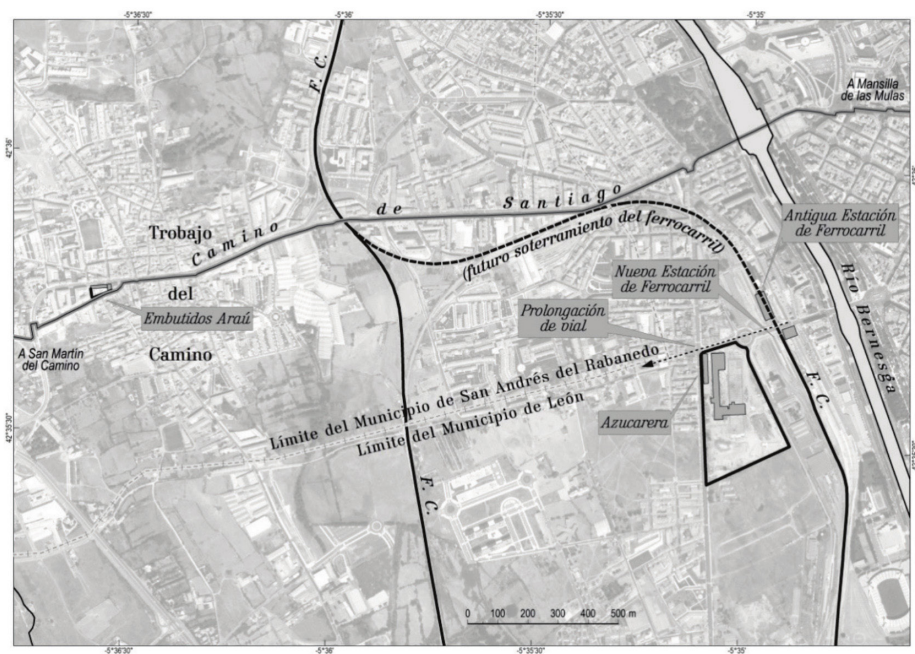 -5°36'30"
-5°36'
-5°35'30"
-5°35'
F. C.
A Mansilla
de las Mulas
42°36'
Camino de Santiago
Trobajo
del
Camino
(futuro soterramiento del ferrocarril)
Antigua Estación
de Ferrocarril
Nueva Estación
de Ferrocarril
Río Bernesga
Embutidos Araú
Prolongación
de vial
A San Martín
del Camino
Límite del Municipio de San Andrés del Rabanedo
Límite del Municipio de León
F. C.
Azucarera
42°35'30"
F. C.
0 100 200 300 400 500 m
-5°36'30"
-5°36'
-5°35'30"
-5°35'